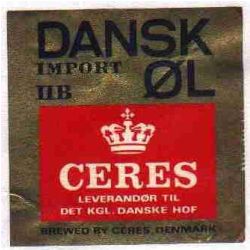 DANSK
IMPORT ØL
IIB
CERES
LEVERANDØR TIL
DET KGL. DANSKE HOF
BREWED BY CERES, DENMARK